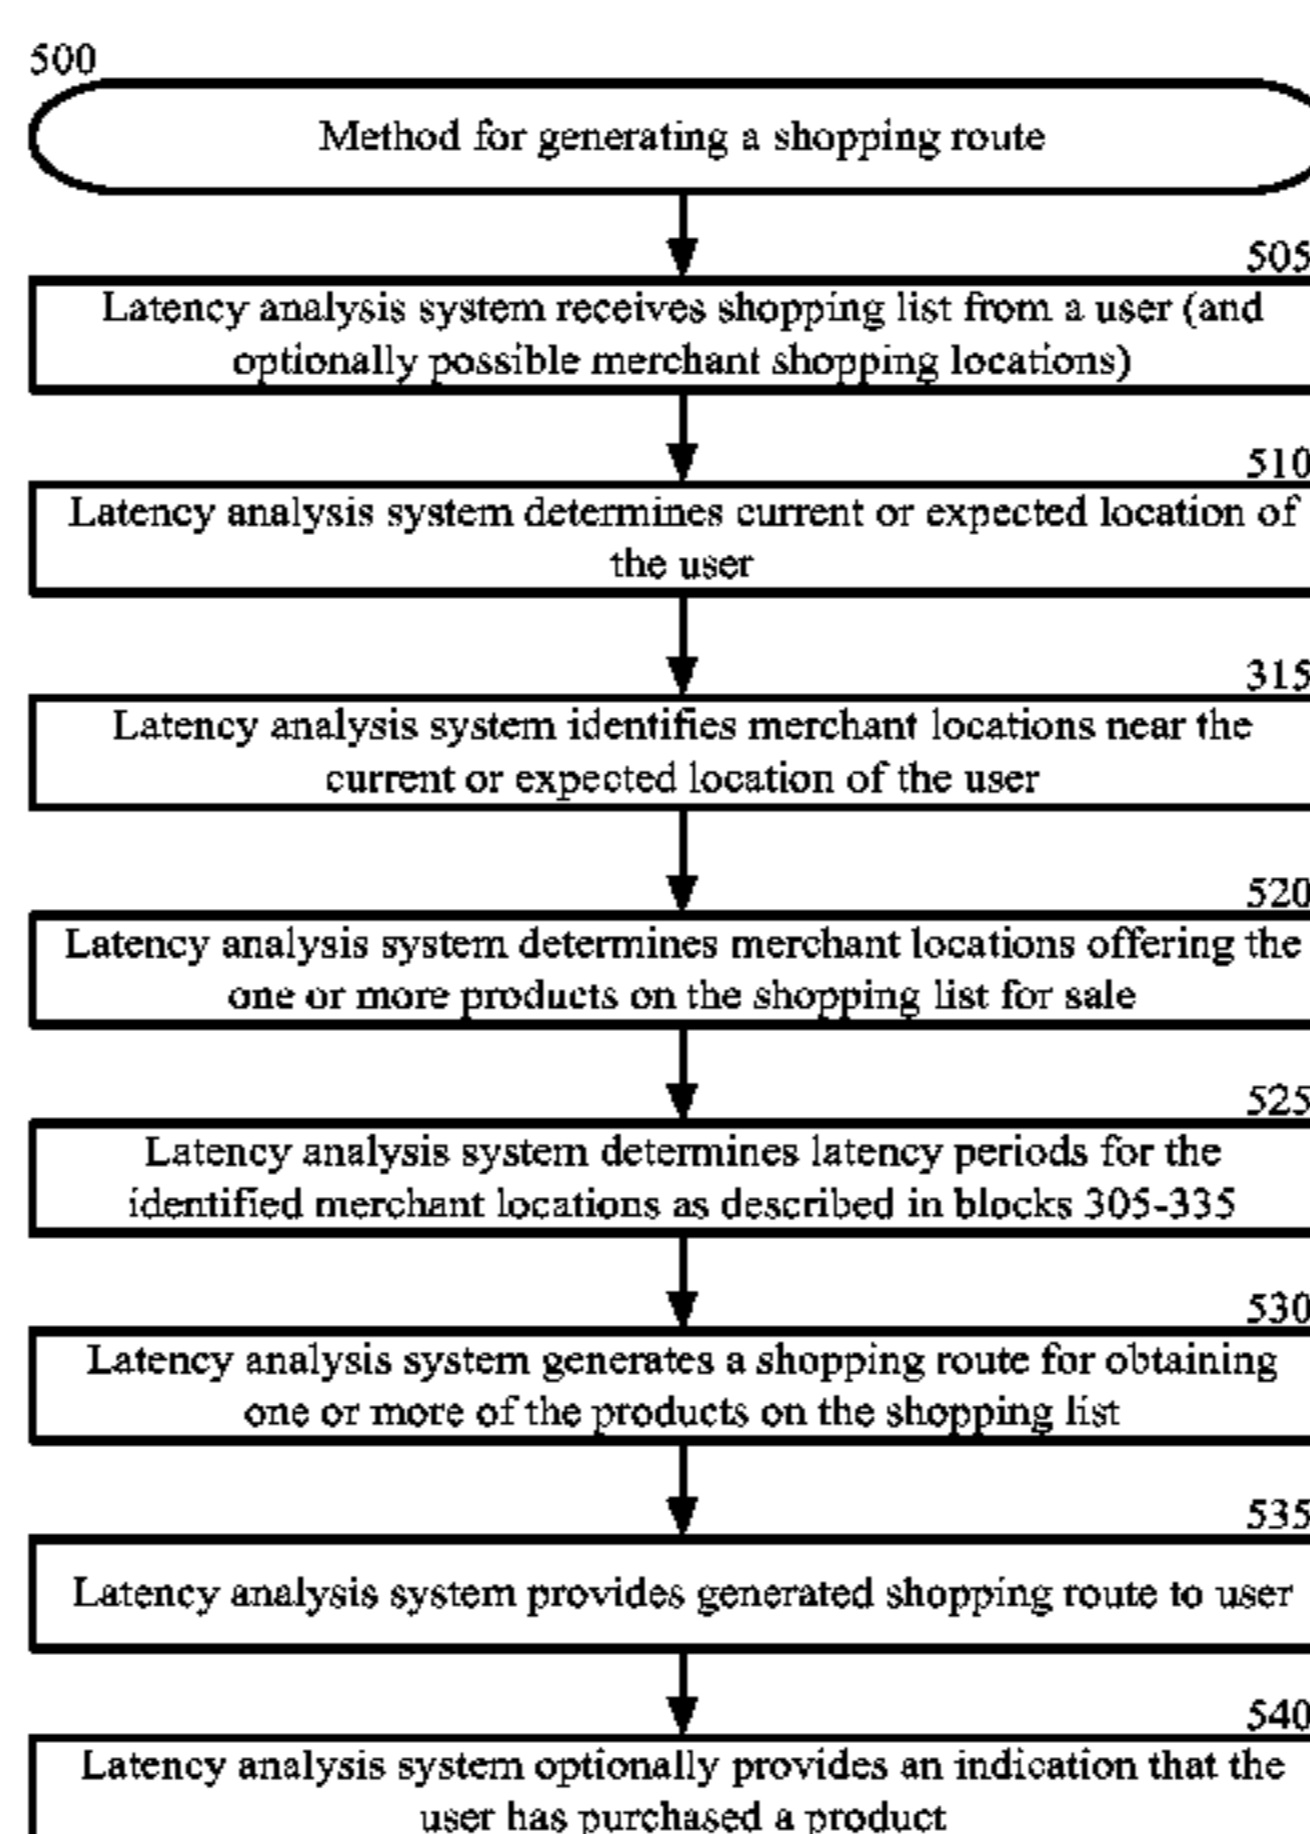 500
Method for generating a shopping route
505
Latency analysis system receives shopping list from a user (and
optionally possible merchant shopping locations)
510
Latency analysis system determines current or expected location of
the user
315
Latency analysis system identifies merchant locations near the
current or expected location of the user
520
Latency analysis system determines merchant locations offering the
one or more products on the shopping list for sale
525
Latency analysis system determines latency periods for the
identified merchant locations as described in blocks 305-335
530
Latency analysis system generates a shopping route for obtaining
one or more of the products on the shopping list
535
Latency analysis system provides generated shopping route to user
540
Latency analysis system optionally provides an indication that the
user has purchased a product